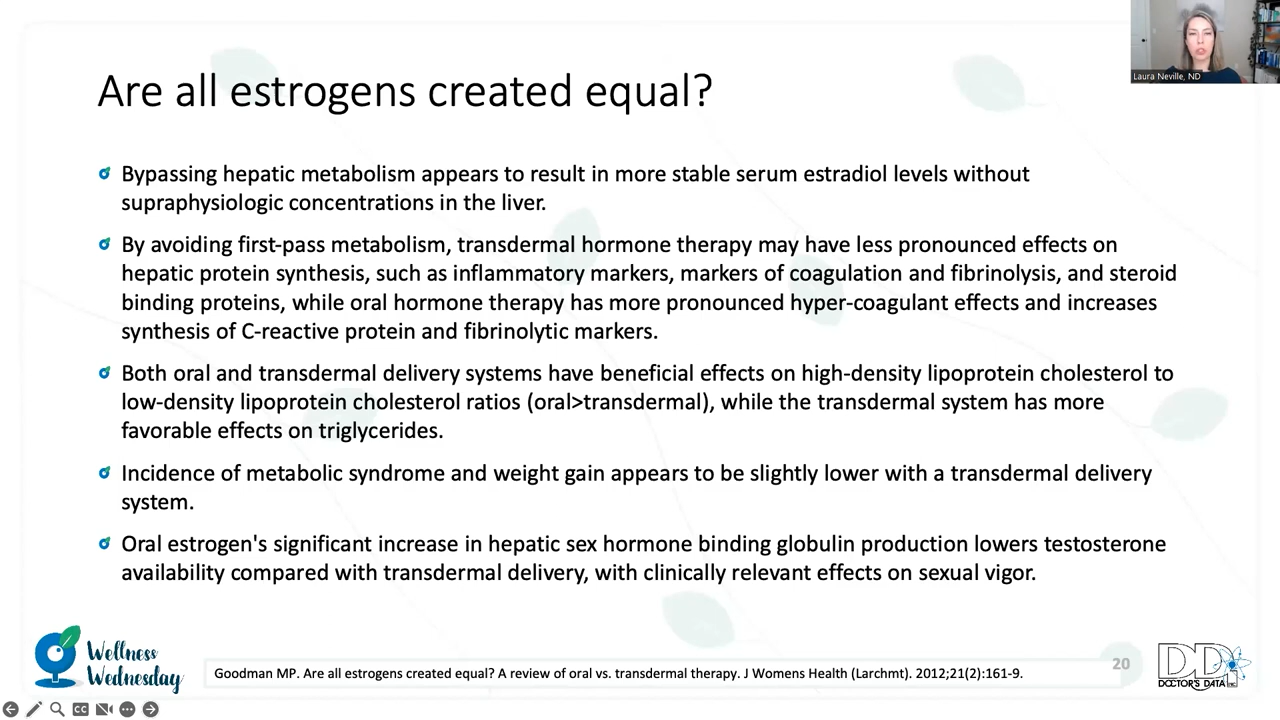 Laura Neville, ND
Are all estrogens created equal?
Bypassing hepatic metabolism appears to result in more stable serum estradiol levels without
supraphysiologic concentrations in the liver.
By avoiding first-pass metabolism, transdermal hormone therapy may have less pronounced effects on
hepatic protein synthesis, such as inflammatory markers, markers of coagulation and fibrinolysis, and steroid
binding proteins, while oral hormone therapy has more pronounced hyper-coagulant effects and increases
synthesis of C-reactive protein and fibrinolytic markers.
Both oral and transdermal delivery systems have beneficial effects on high-density lipoprotein cholesterol to
low-density lipoprotein cholesterol ratios (oral>transdermal), while the transdermal system has more
favorable effects on triglycerides.
Incidence of metabolic syndrome and weight gain appears to be slightly lower with a transdermal delivery
system.
Oral estrogen's significant increase in hepatic sex hormone binding globulin production lowers testosterone
availability compared with transdermal delivery, with clinically relevant effects on sexual vigor.
Wellness
Wednesday
Goodman MP. Are all estrogens created equal? A review of oral vs. transdermal therapy. J Womens Health (Larchmt). 2012;21(2):161-9.
20
DDI
DOCTOR'S DATA INC
CC